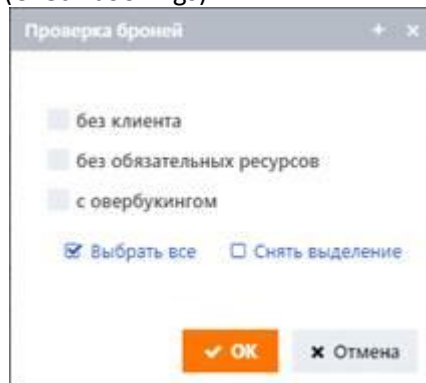 Проверка броней
без клиента
без обязательных ресурсов
с овербукингом
Выбрать все Снять выделение
OK Отмена